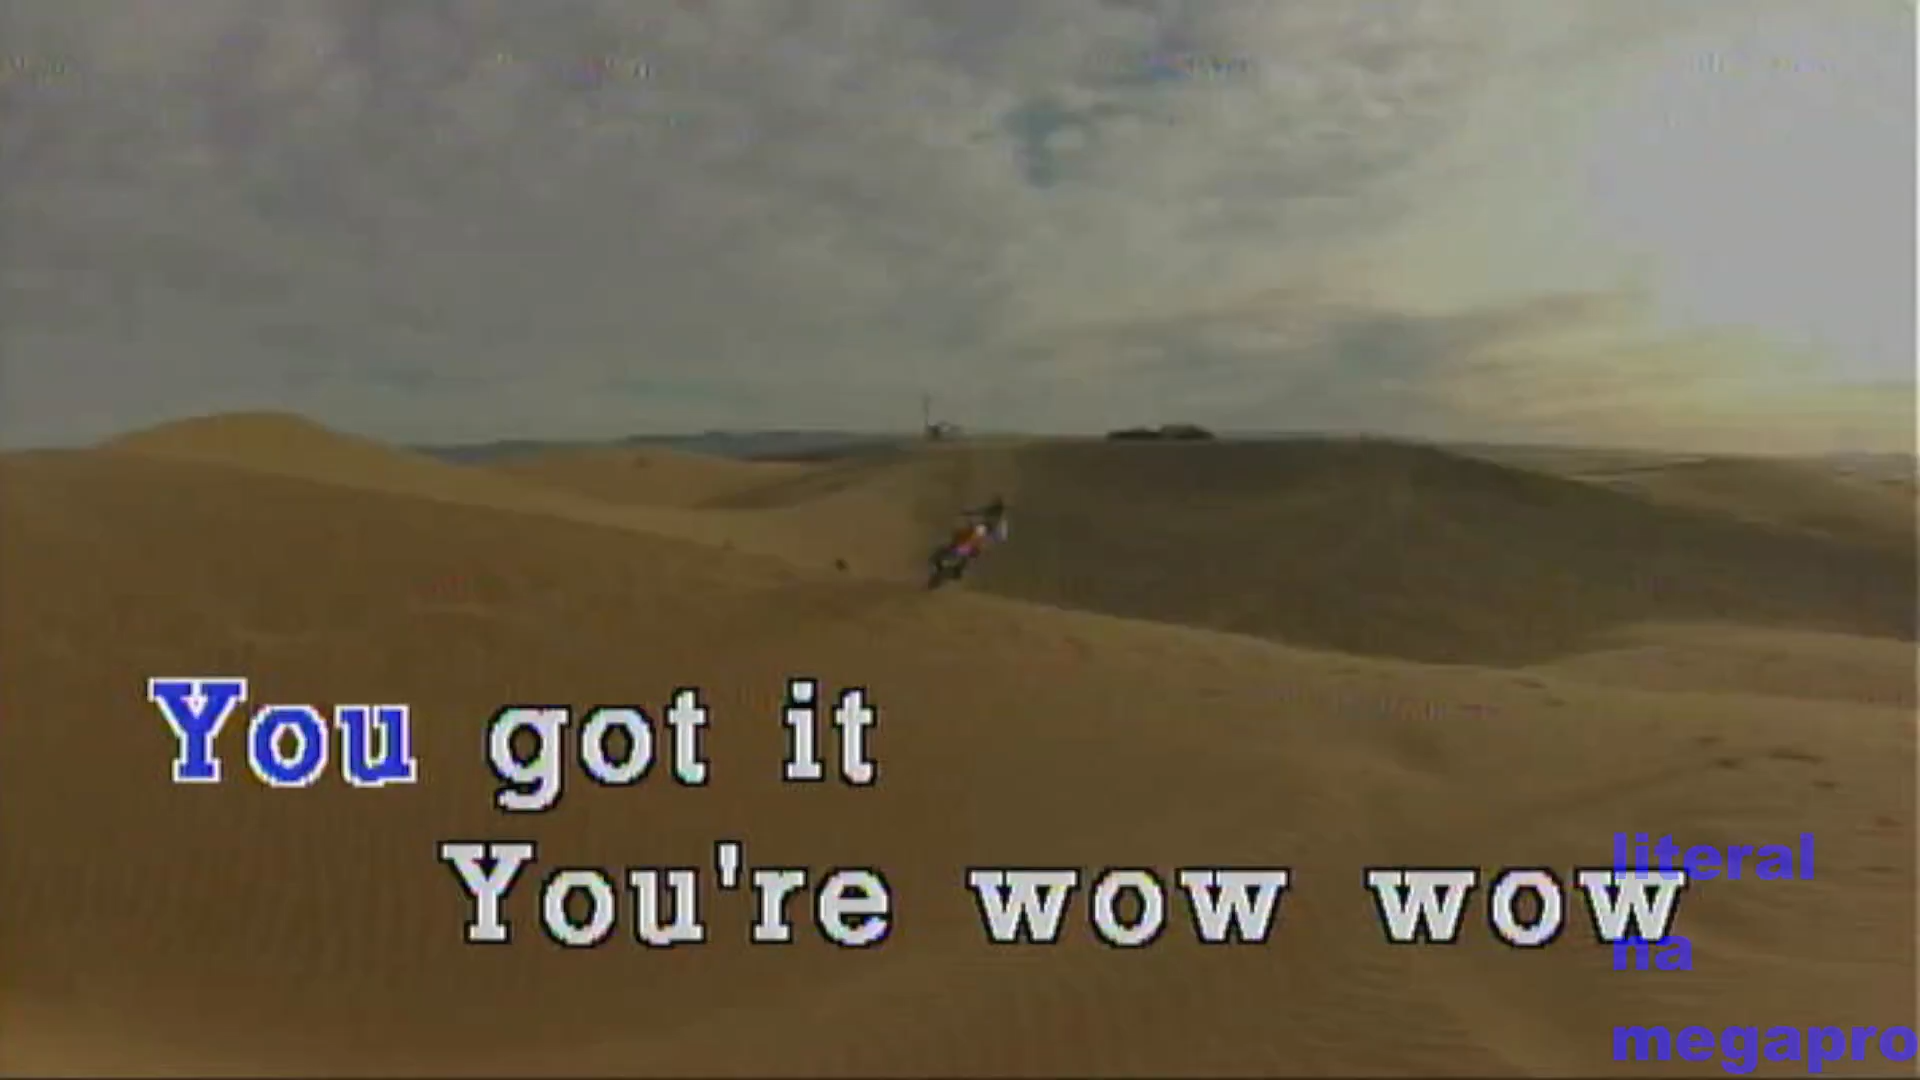 You got it
You're wow wow
literal
na
megapro